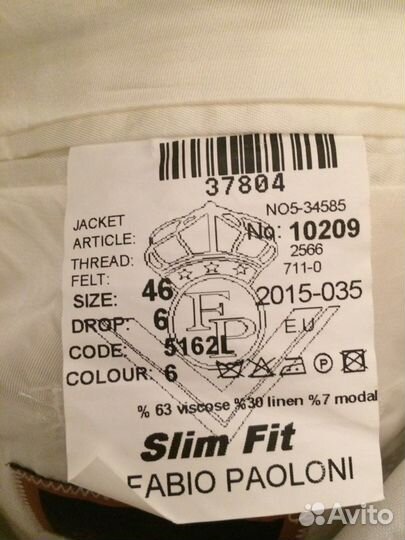 37804
JACKET
NO5-34585
ARTICLE: No: 10209
THREAD: 2566
FELT: 711-0
SIZE: 46 2015-035
DROP: 6 FP E.U
CODE: 5162L
COLOUR: 6
% 63 viscose %30 linen %7 modal
Slim Fit
FABIO PAOLONI
Avito